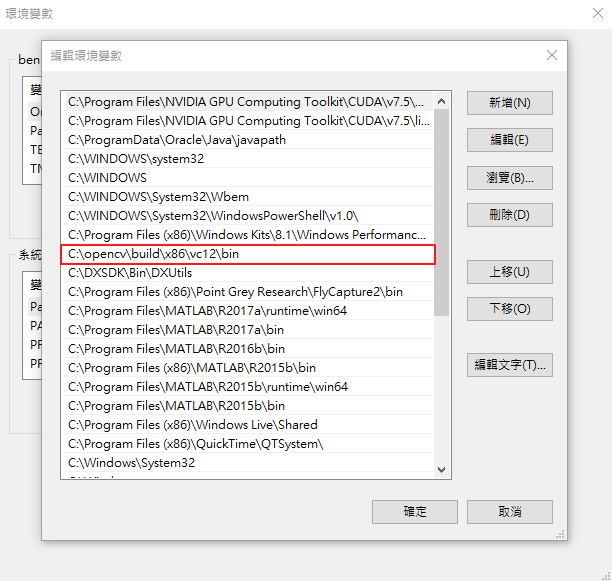 環境變數
編輯環境變數
ben
C:\Program Files\NVIDIA GPU Computing Toolkit\CUDA\v7.5\...
C:\Program Files\NVIDIA GPU Computing Toolkit\CUDA\v7.5\li...
C:\ProgramData\Oracle\Java\javapath
C:\WINDOWS\system32
C:\WINDOWS
C:\WINDOWS\System32\Wbem
C:\WINDOWS\System32\WindowsPowerShell\v1.0\
C:\Program Files (x86)\Windows Kits\8.1\Windows Performanc...
C:\opencv\build\x86\vc12\bin
C:\DXSDK\Bin\DXUtils
C:\Program Files (x86)\Point Grey Research\FlyCapture2\bin
C:\Program Files\MATLAB\R2017a\runtime\win64
C:\Program Files\MATLAB\R2017a\bin
C:\Program Files\MATLAB\R2016b\bin
C:\Program Files (x86)\MATLAB\R2015b\bin
C:\Program Files\MATLAB\R2015b\runtime\win64
C:\Program Files\MATLAB\R2015b\bin
C:\Program Files (x86)\Windows Live\Shared
C:\Program Files (x86)\QuickTime\QTSystem\
C:\Windows\System32
新增(N)
編輯(E)
瀏覽(B)...
刪除(D)
上移(U)
下移(O)
編輯文字(T)...
變
Pa
TE
系統
變
Pa
PA
PF
PF
確定
取消